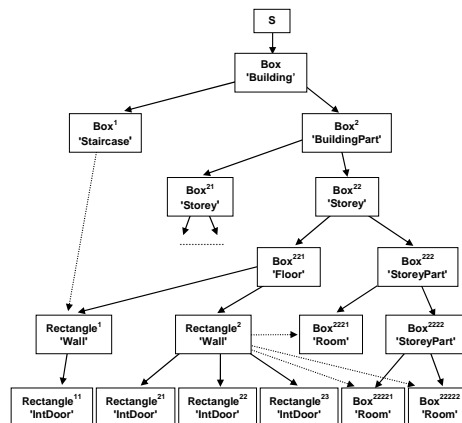 S
Box
'Building'
Box¹
'Staircase'
Box²
'BuildingPart'
Box²¹
'Storey'
Box²²
'Storey'
Box²²¹
'Floor'
Box²²²
'StoreyPart'
Rectangle¹
'Wall'
Rectangle²
'Wall'
Box²²²¹
'Room'
Box²²²²
'StoreyPart'
Rectangle¹¹
'IntDoor'
Rectangle²¹
'IntDoor'
Rectangle²²
'IntDoor'
Rectangle²³
'IntDoor'
Box²²²²¹
'Room'
Box²²²²²
'Room'